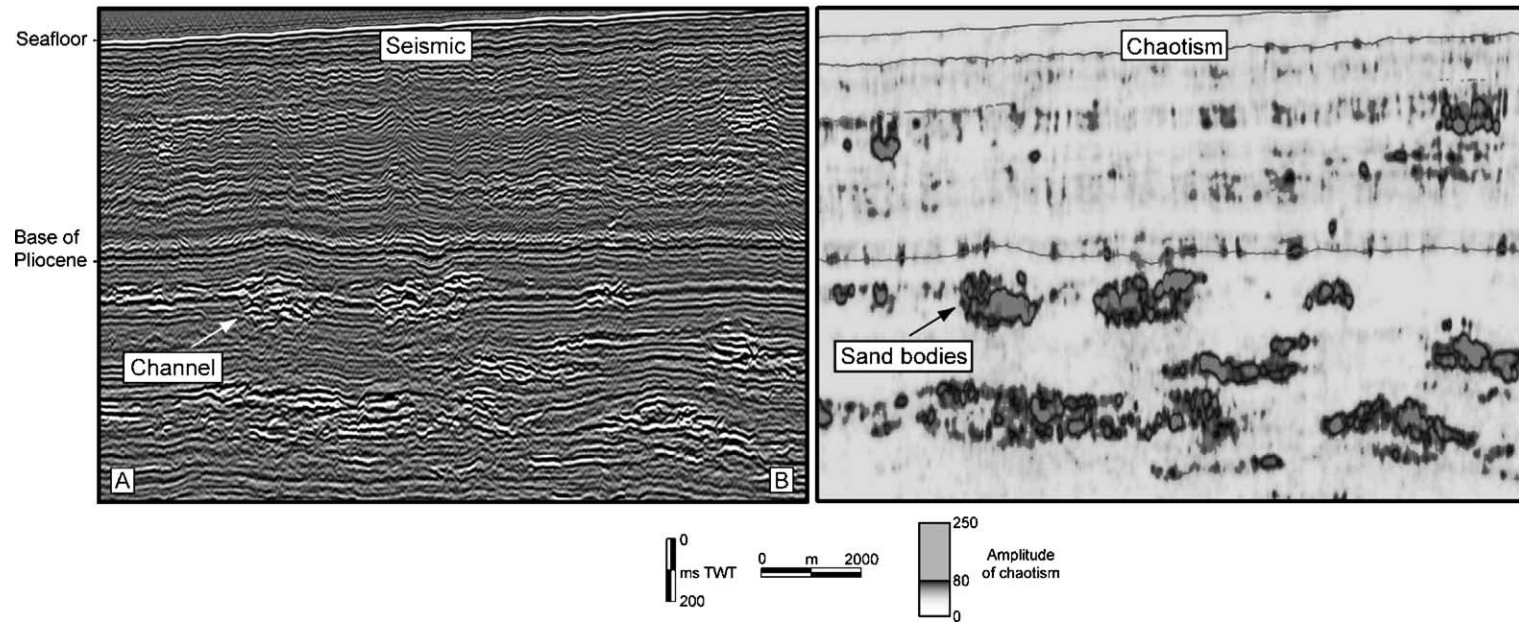 Seismic
Chaotism
Seafloor
Base of
Pliocene
Channel
Sand bodies
A
B
0
ms TWT
200
0 m 2000
250
80
0
Amplitude
of chaotism